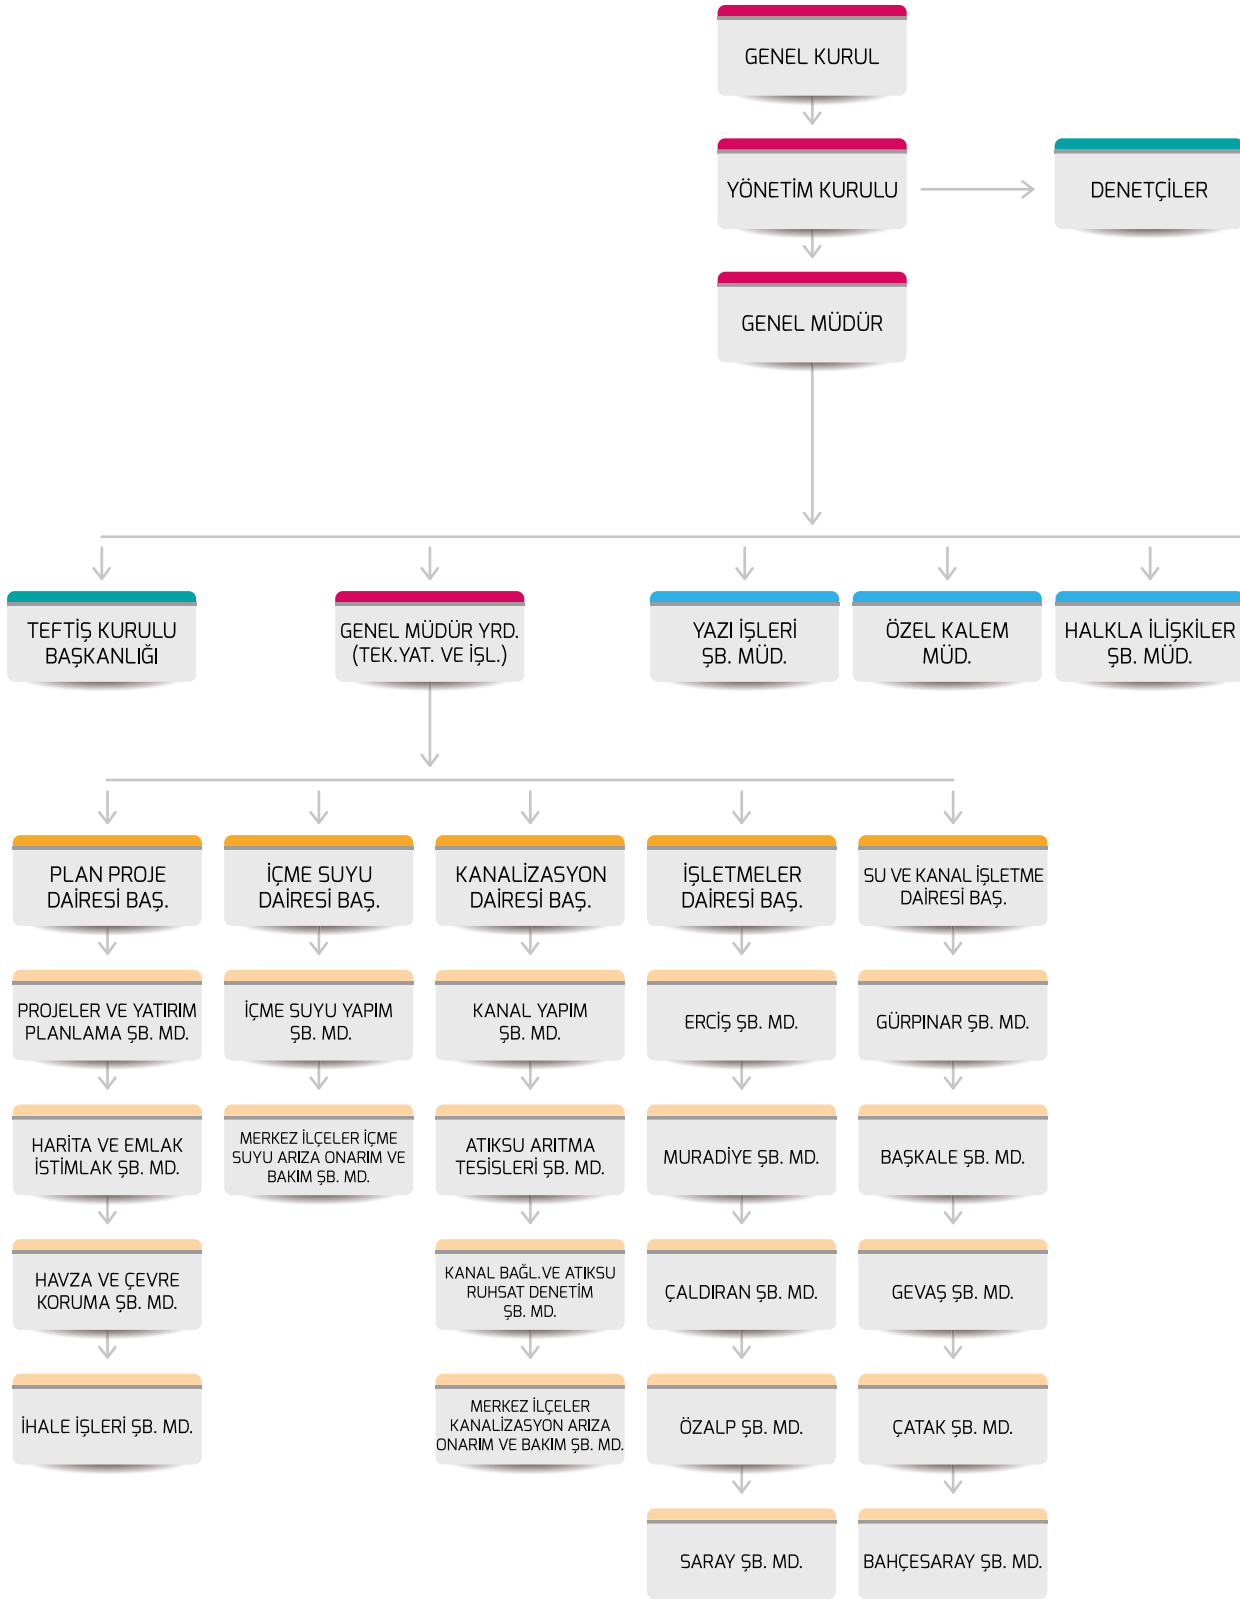 GENEL KURUL
YÖNETİM KURULU
DENETÇİLER
GENEL MÜDÜR
TEFTİŞ KURULU
BAŞKANLIĞI
GENEL MÜDÜR YRD.
(TEK.YAT. VE İŞL.)
YAZI İŞLERİ
ŞB. MÜD.
ÖZEL KALEM
MÜD.
HALKLA İLİŞKİLER
ŞB. MÜD.
PLAN PROJE
DAİRESİ BAŞ.
İÇME SUYU
DAİRESİ BAŞ.
KANALİZASYON
DAİRESİ BAŞ.
İŞLETMELER
DAİRESİ BAŞ.
SU VE KANAL İŞLETME
DAİRESİ BAŞ.
PROJELER VE YATIRIM
PLANLAMA ŞB. MD.
İÇME SUYU YAPIM
ŞB. MD.
KANAL YAPIM
ŞB. MD.
ERCİŞ ŞB. MD.
GÜRPINAR ŞB. MD.
HARİTA VE EMLAK
İSTİMLAK ŞB. MD.
MERKEZ İLÇELER İÇME
SUYU ARIZA ONARIM VE
BAKIM ŞB. MD.
ATIKSU ARITMA
TESİSLERİ ŞB. MD.
MURADİYE ŞB. MD.
BAŞKALE ŞB. MD.
HAVZA VE ÇEVRE
KORUMA ŞB. MD.
KANAL BAĞL.VE ATIKSU
RUHSAT DENETİM
ŞB. MD.
ÇALDIRAN ŞB. MD.
GEVAŞ ŞB. MD.
İHALE İŞLERİ ŞB. MD.
MERKEZ İLÇELER
KANALİZASYON ARIZA
ONARIM VE BAKIM ŞB. MD.
ÖZALP ŞB. MD.
ÇATAK ŞB. MD.
SARAY ŞB. MD.
BAHÇESARAY ŞB. MD.